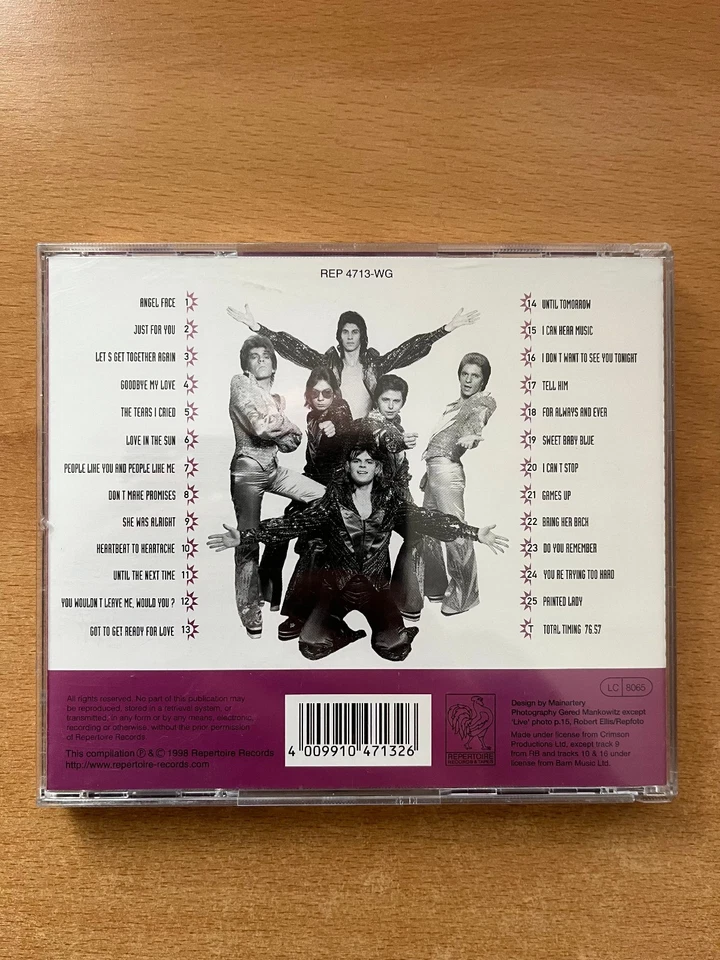 REP 4713-WG
ANGEL FACE 1
JUST FOR YOU 2
LET S GET TOGETHER AGAIN 3
GOODBYE MY LOVE 4
THE TEARS I CRIED 5
LOVE IN THE SUN 6
PEOPLE LIKE YOU AND PEOPLE LIKE ME 7
DON T MAKE PROMISES 8
SHE WAS ALRIGHT 9
HEARTBEAT TO HEARTACHE 10
UNTIL THE NEXT TIME 11
YOU WOULDN T LEAVE ME, WOULD YOU ? 12
GOT TO GET READY FOR LOVE 13
14 UNTIL TOMORROW
15 I CAN HEAR MUSIC
16 I DON T WANT TO SEE YOU TONIGHT
17 TELL HIM
18 FOR ALWAYS AND EVER
19 SWEET BABY BLUE
20 I CAN T STOP
21 GAMES UP
22 BRING HER BACK
23 DO YOU REMEMBER
24 YOU RE TRYING TOO HARD
25 PAINTED LADY
T TOTAL TIMING 76.57
All rights reserved. No part of this publication may
be reproduced, stored in a retrieval system, or
transmitted, in any form or by any means, electronic,
recording or otherwise, without the prior permission
of Repertoire Records
This compilation Ⓟ & © 1998 Repertoire Records
http://www.repertoire-records.com
4 009910 471326
REPERTOIRE
RECORDS & TAPES
LC 8065
Design by Mainartery
Photography Gered Mankowitz except
'Live' photo p.15, Robert Ellis/Repfoto
Made under license from Crimson
Productions Ltd, except track 9
from RB and tracks 10 & 16 under
license from Barn Music Ltd.